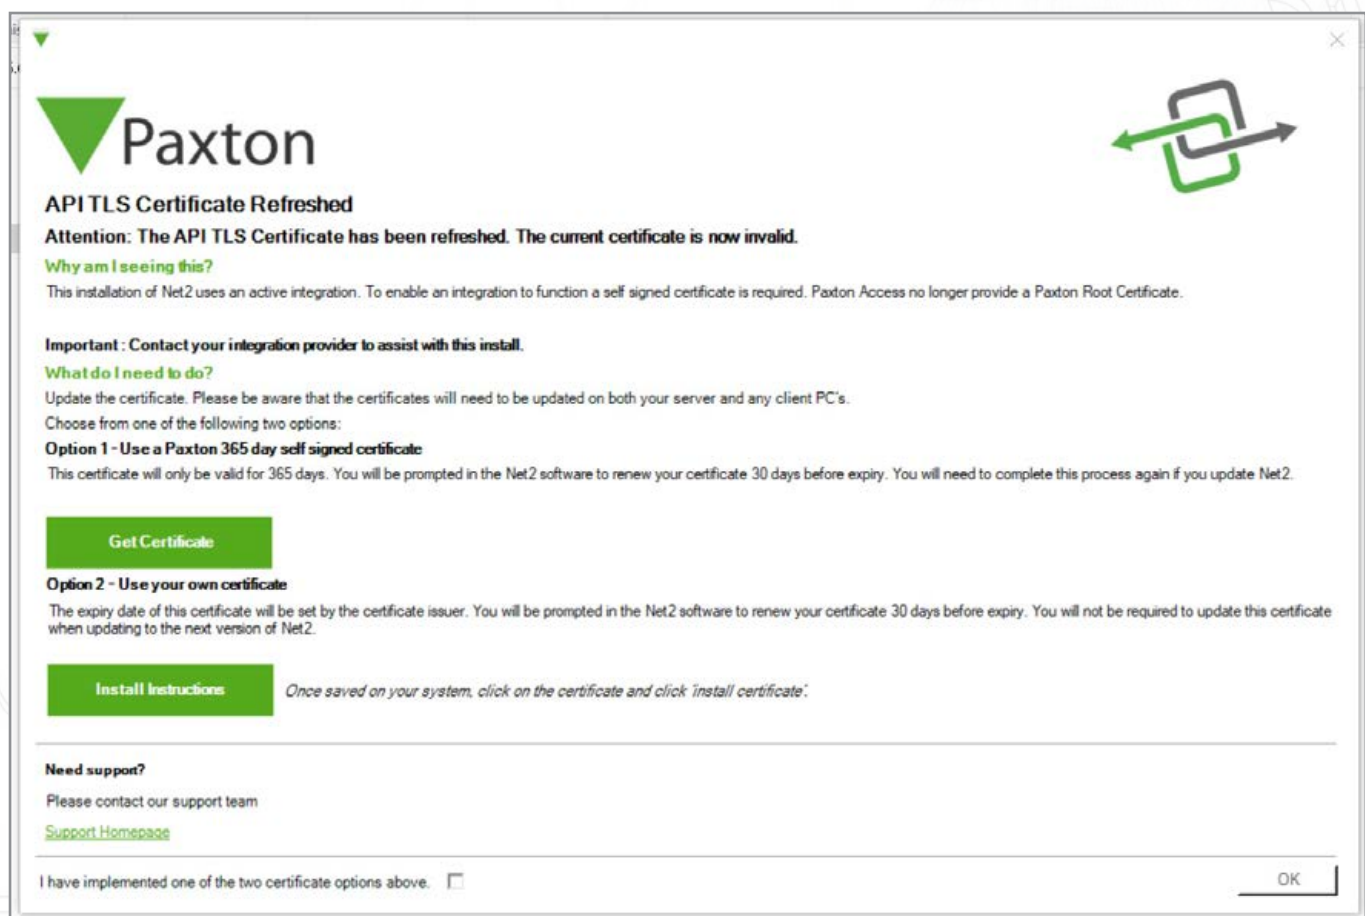 Paxton
API TLS Certificate Refreshed
Attention: The API TLS Certificate has been refreshed. The current certificate is now invalid.
Why am I seeing this?
This installation of Net2 uses an active integration. To enable an integration to function a self signed certificate is required. Paxton Access no longer provide a Paxton Root Certificate.
Important : Contact your integration provider to assist with this install.
What do I need to do?
Update the certificate. Please be aware that the certificates will need to be updated on both your server and any client PC's.
Choose from one of the following two options:
Option 1 - Use a Paxton 365 day self signed certificate
This certificate will only be valid for 365 days. You will be prompted in the Net2 software to renew your certificate 30 days before expiry. You will need to complete this process again if you update Net2.
Get Certificate
Option 2 - Use your own certificate
The expiry date of this certificate will be set by the certificate issuer. You will be prompted in the Net2 software to renew your certificate 30 days before expiry. You will not be required to update this certificate
when updating to the next version of Net2.
Install Instructions
Once saved on your system, click on the certificate and click 'install certificate'.
Need support?
Please contact our support team
Support Homepage
I have implemented one of the two certificate options above.
OK